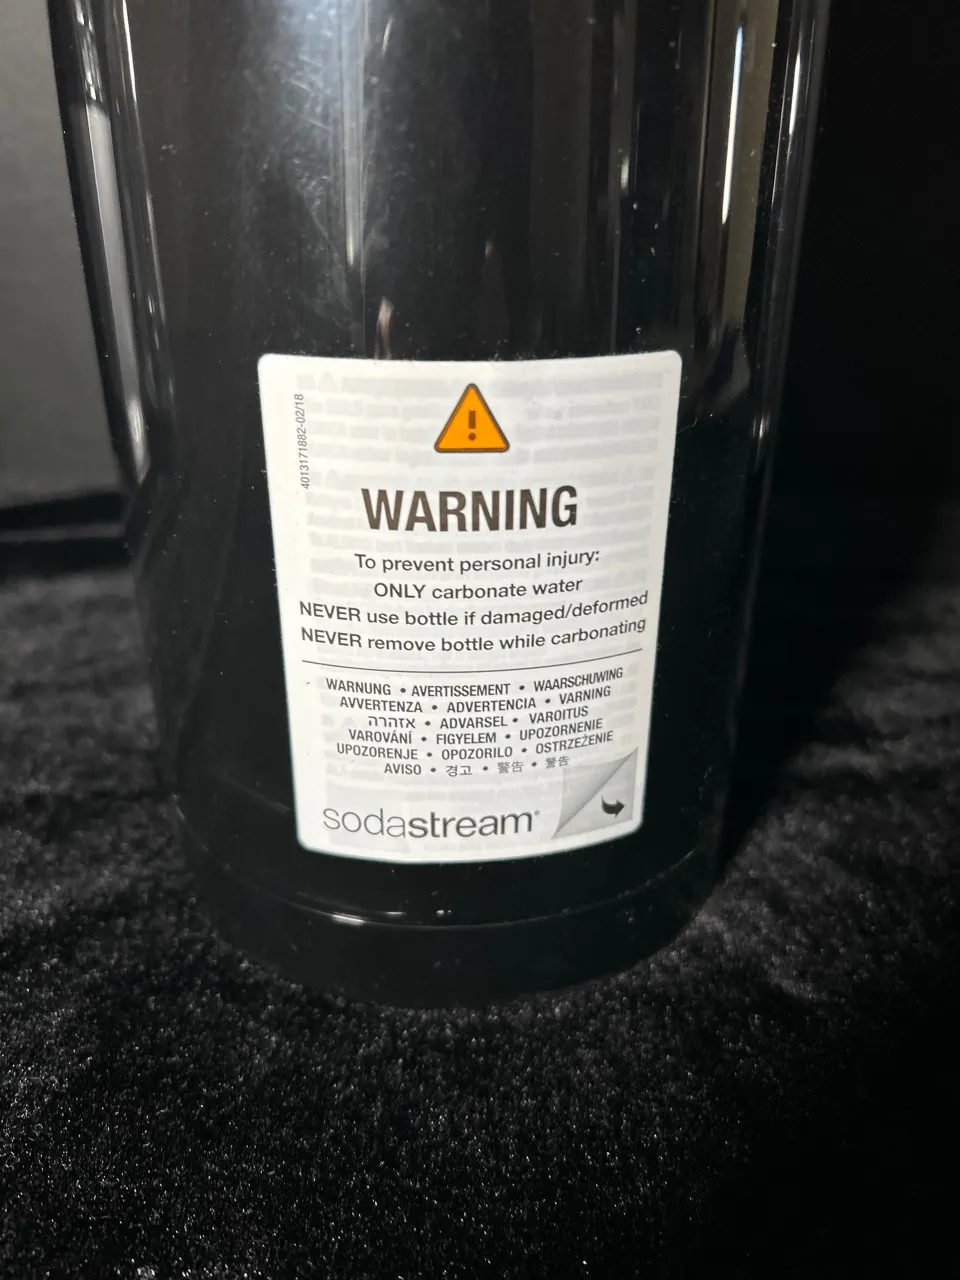 4013171882-02/18
WARNING
To prevent personal injury:
ONLY carbonate water
NEVER use bottle if damaged/deformed
NEVER remove bottle while carbonating
WARNUNG • AVERTISSEMENT • WAARSCHUWING
AVVERTENZA • ADVERTENCIA • VARNING
אזהרה • ADVARSEL • VAROITUS
VAROVÁNÍ • FIGYELEM • UPOZORNENIE
UPOZORENJE • OPOZORILO • OSTRZEŻENIE
AVISO • 경고 • 警告 • 警告
sodastream®